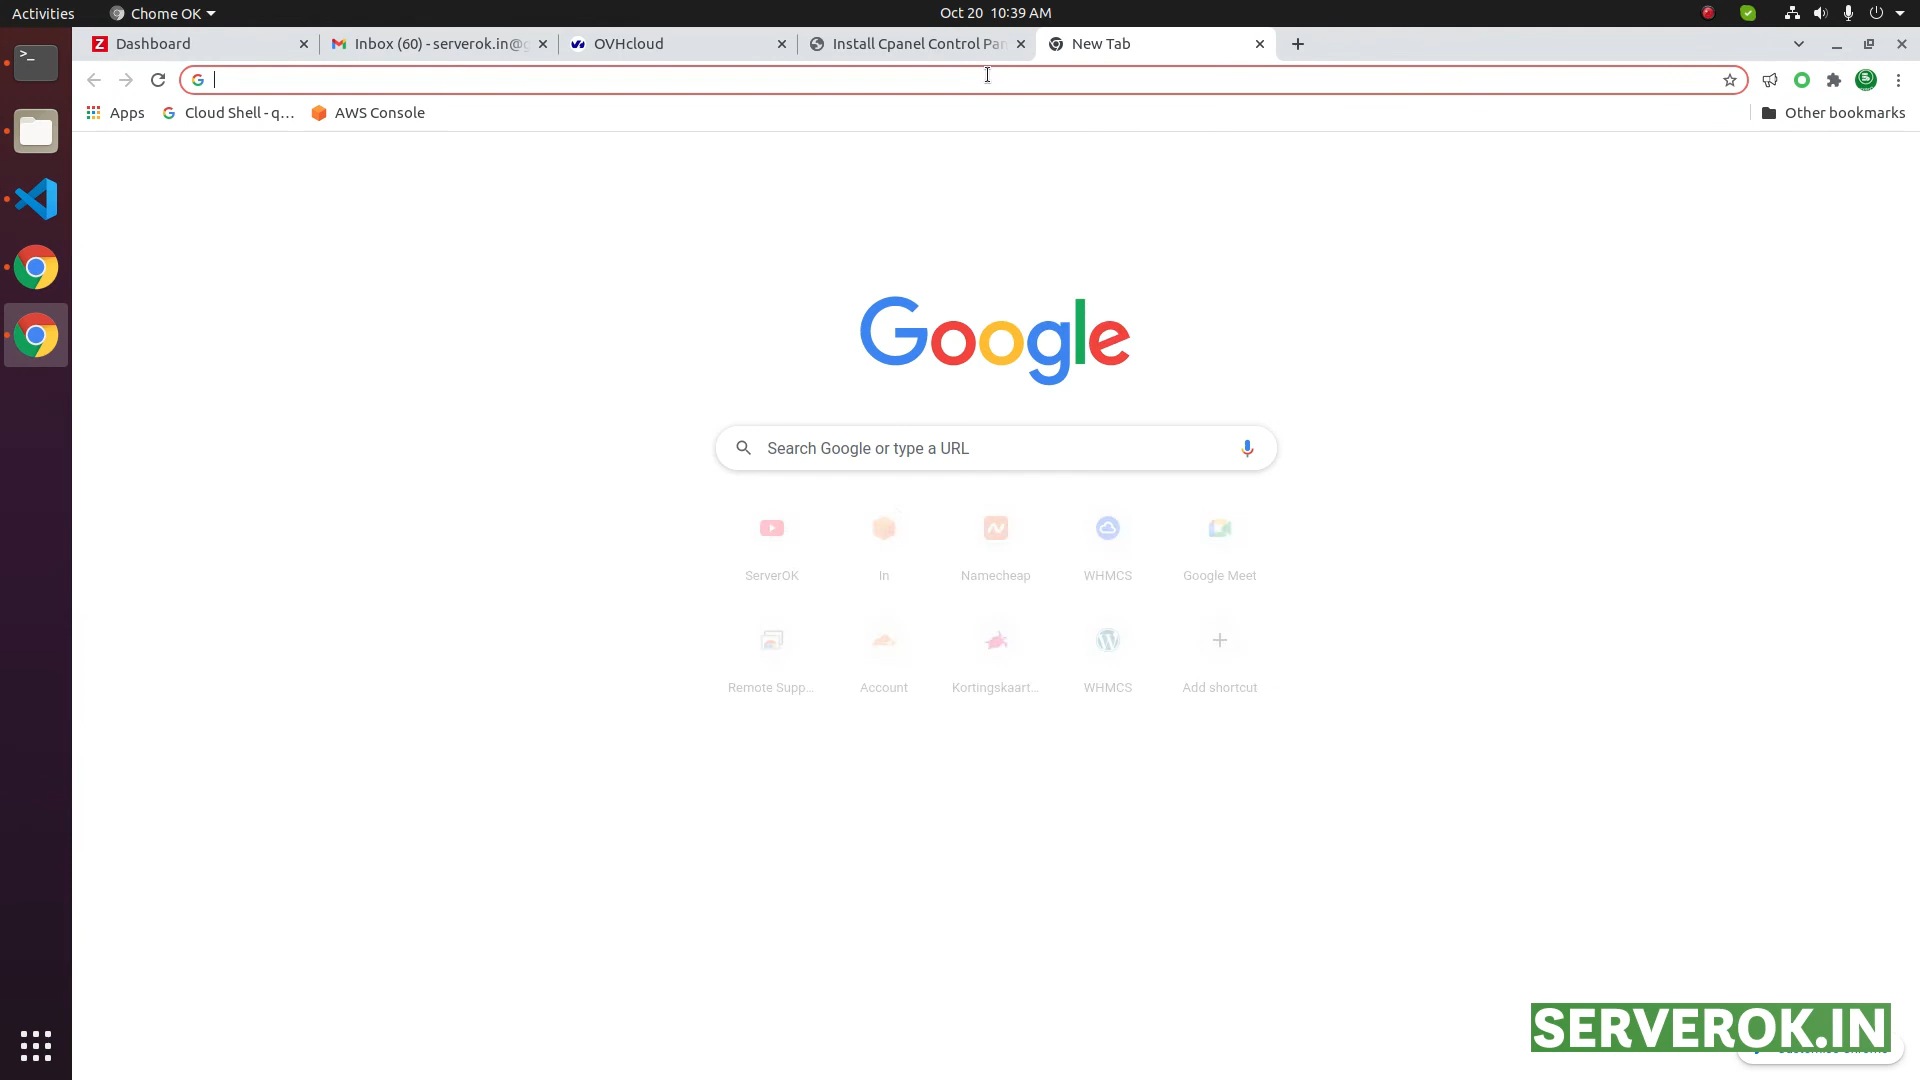 Activities
Chome OK
Oct 20 10:39 AM
Dashboard
Inbox (60) - serverok.in@g
OVHcloud
Install Cpanel Control Pan
New Tab
Apps
Cloud Shell - q...
AWS Console
Other bookmarks
Google
Search Google or type a URL
ServerOK
In
Namecheap
WHMCS
Google Meet
Remote Supp...
Account
Kortingskaart...
WHMCS
Add shortcut
SERVEROK.IN